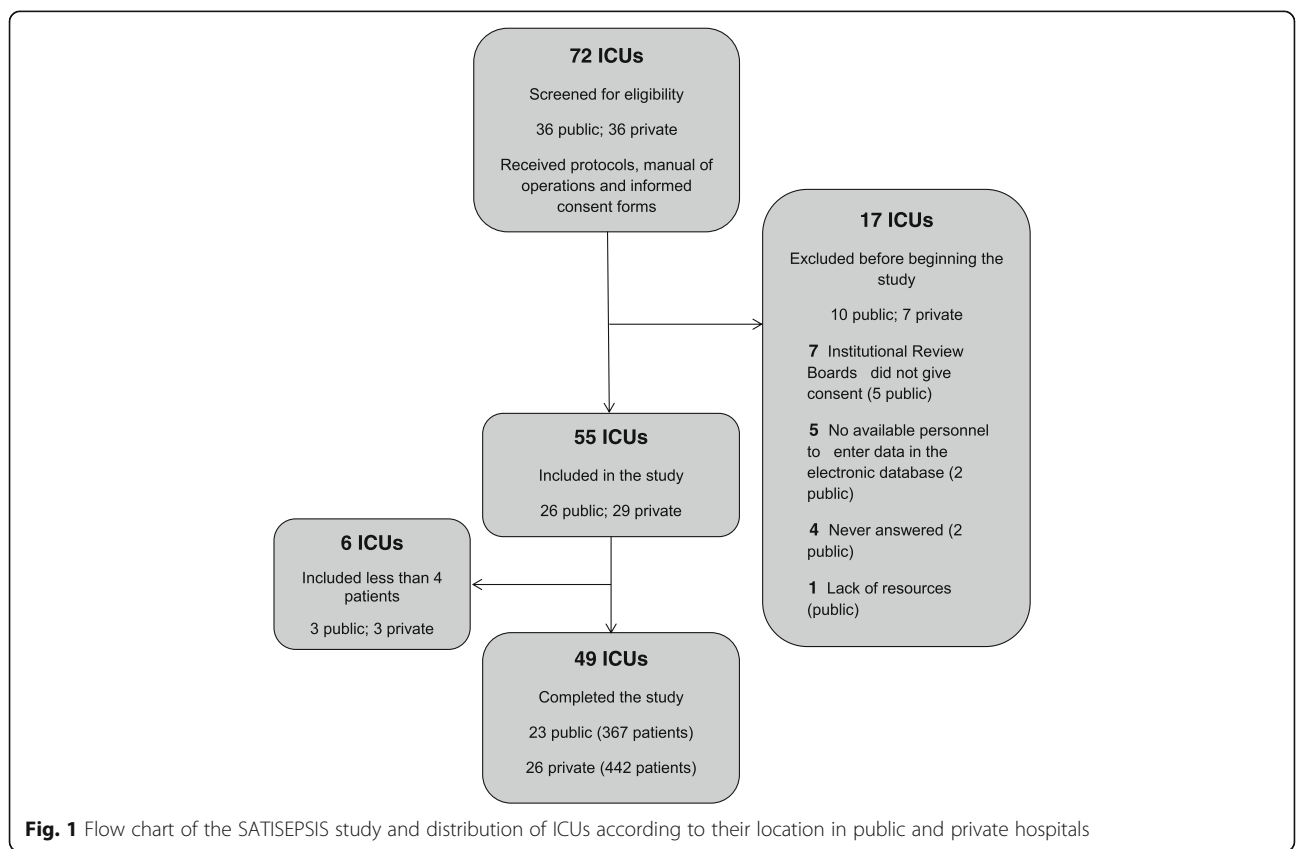 72 ICUs
Screened for eligibility
36 public; 36 private
Received protocols, manual of
operations and informed
consent forms
17 ICUs
Excluded before beginning the
study
10 public; 7 private
7 Institutional Review
Boards did not give
consent (5 public)
5 No available personnel
to enter data in the
electronic database (2
public)
4 Never answered (2
public)
1 Lack of resources
(public)
55 ICUs
Included in the study
26 public; 29 private
6 ICUs
Included less than 4
patients
3 public; 3 private
49 ICUs
Completed the study
23 public (367 patients)
26 private (442 patients)
Fig. 1 Flow chart of the SATISEPSIS study and distribution of ICUs according to their location in public and private hospitals